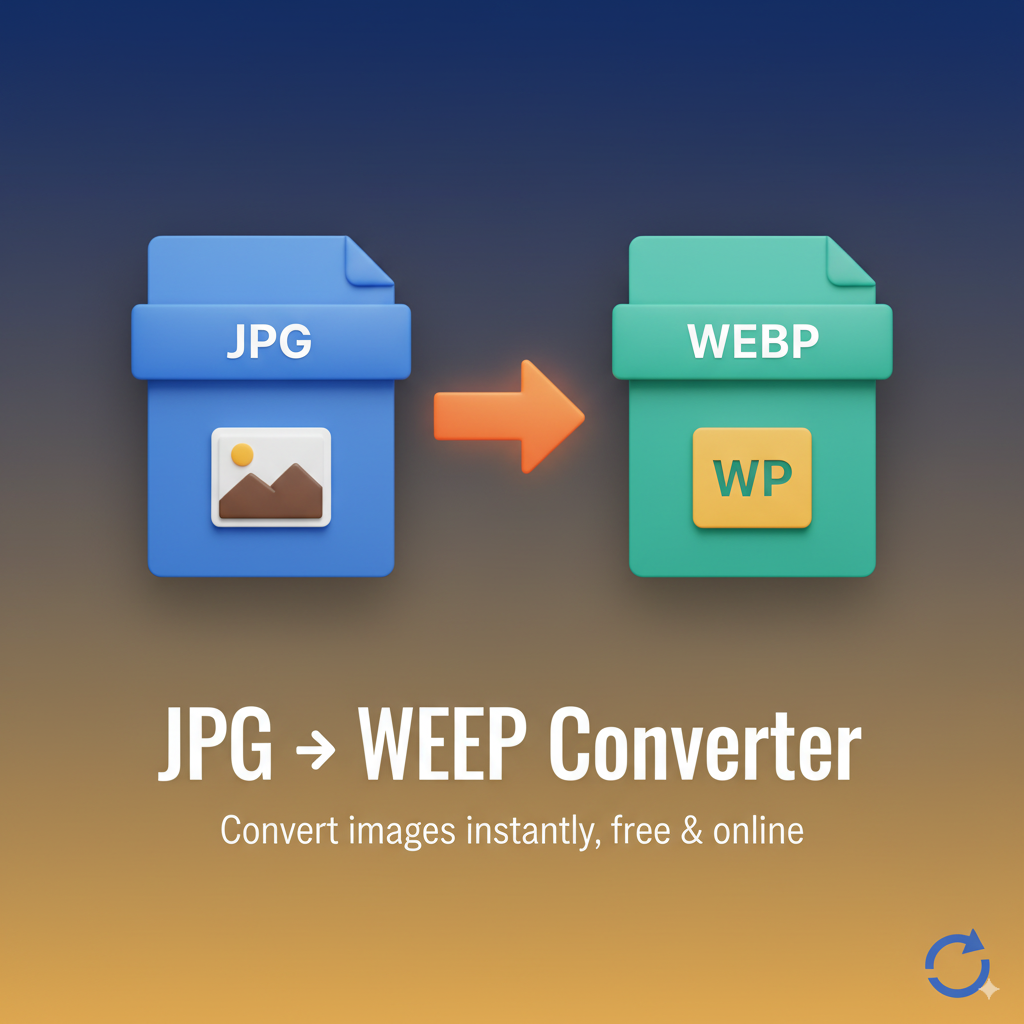 JPG
WEBP
WP
JPG → WEEP Converter
Convert images instantly, free & online